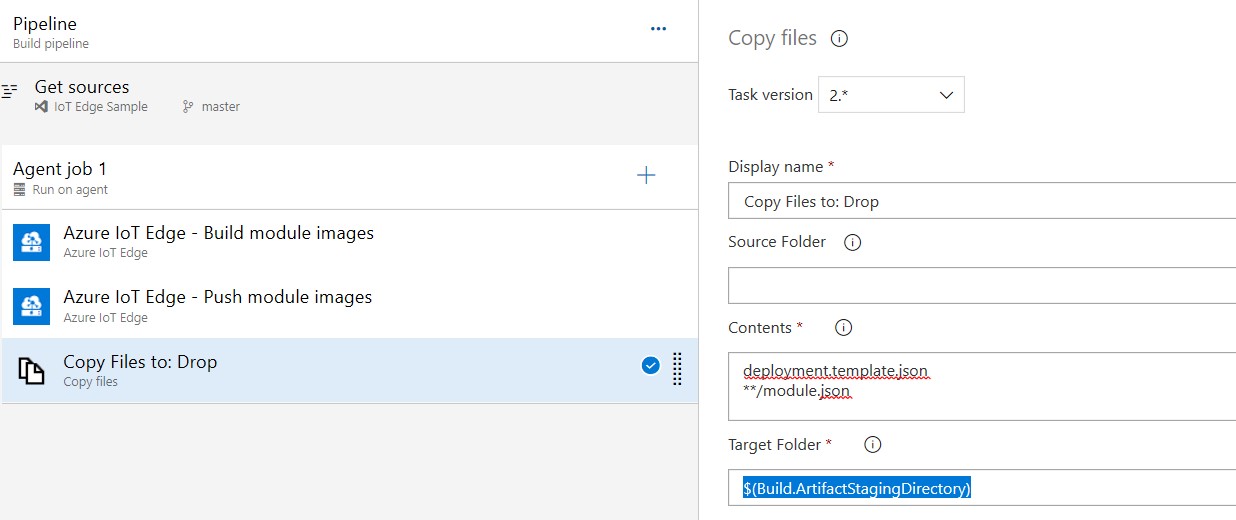 Pipeline
Build pipeline
...
Get sources
IoT Edge Sample master
Agent job 1
Run on agent
Azure IoT Edge - Build module images
Azure IoT Edge
Azure IoT Edge - Push module images
Azure IoT Edge
Copy Files to: Drop
Copy files
Copy files
Task version 2.*
Display name *
Copy Files to: Drop
Source Folder
Contents *
deployment.template.json
**/module.json
Target Folder *
$(Build.ArtifactStagingDirectory)